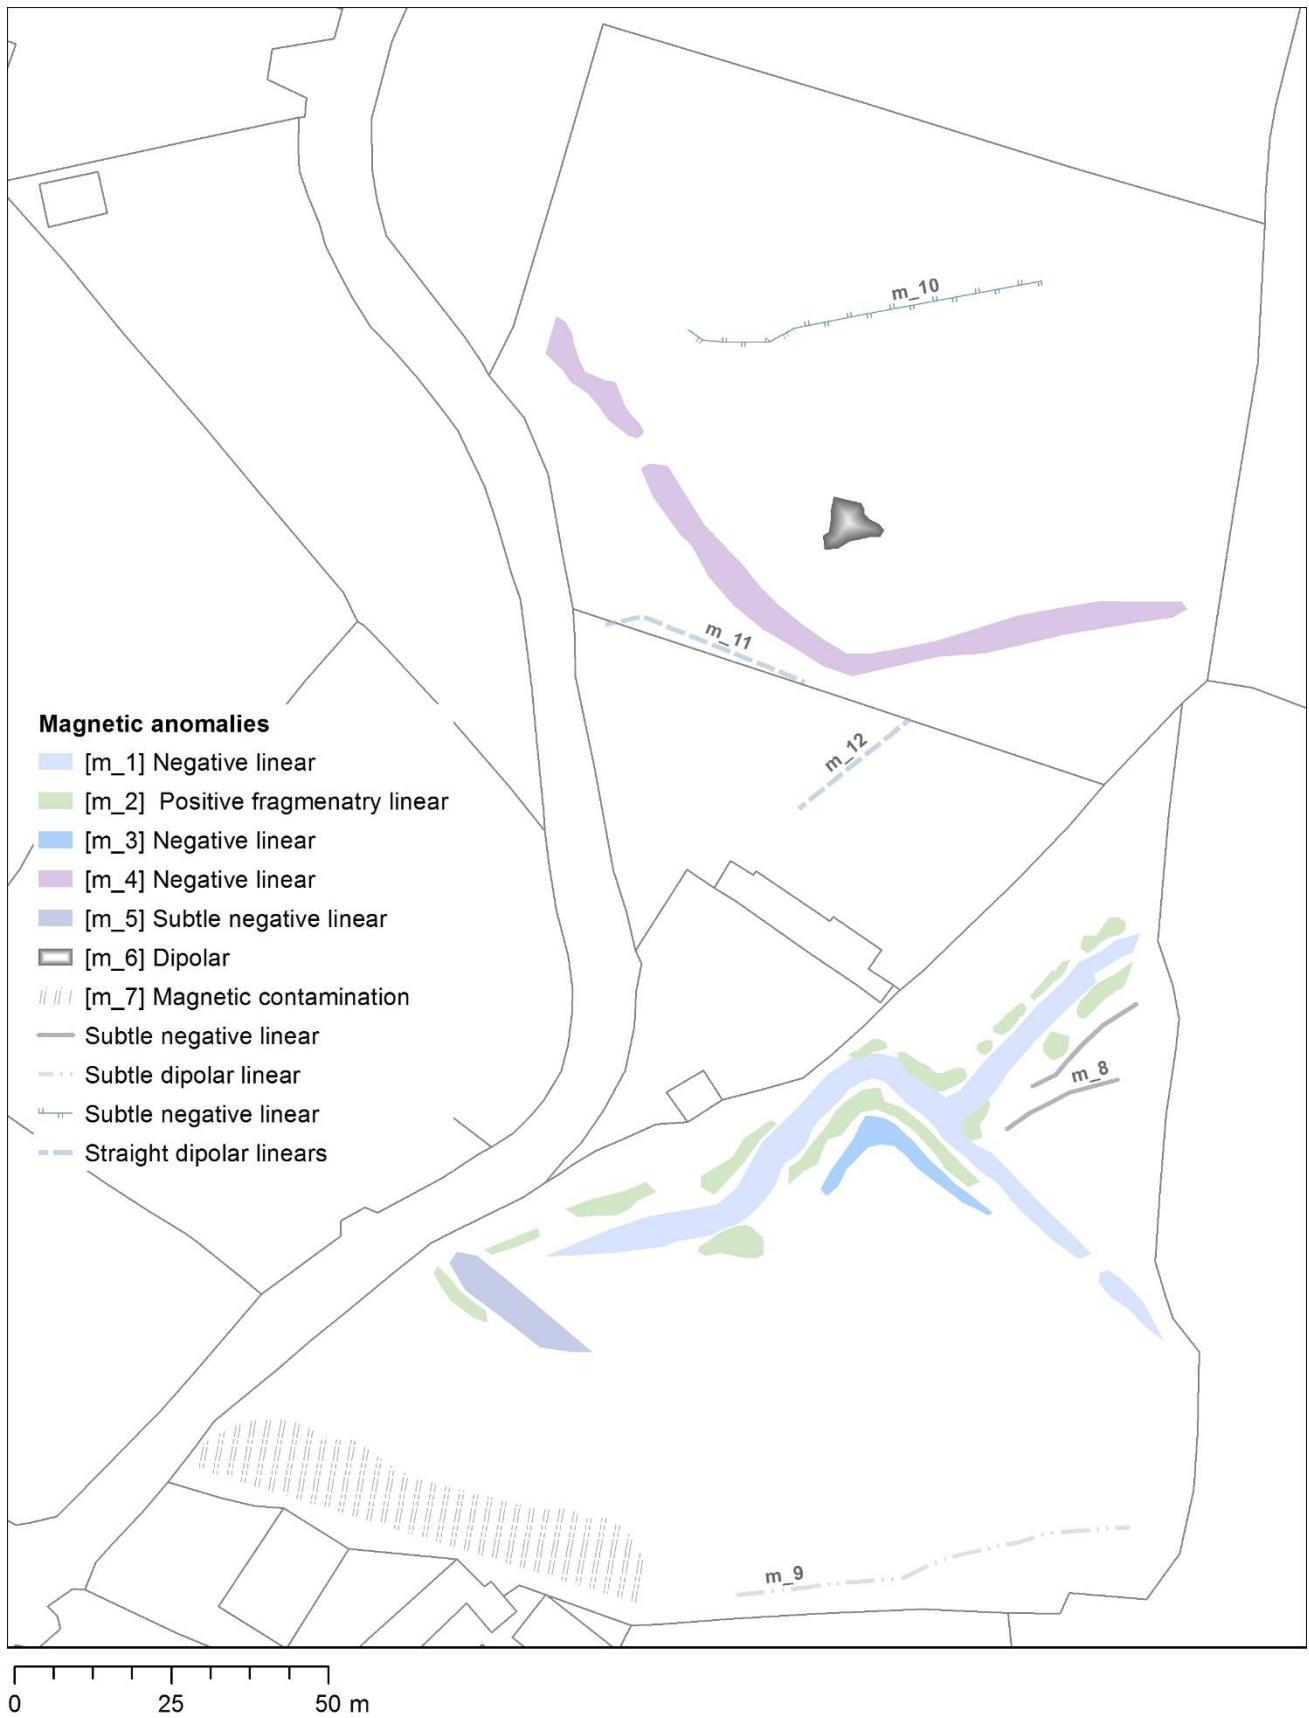 m_10
m_11
m_12
Magnetic anomalies
[m_1] Negative linear
[m_2] Positive fragmenatry linear
[m_3] Negative linear
[m_4] Negative linear
[m_5] Subtle negative linear
[m_6] Dipolar
[m_7] Magnetic contamination
Subtle negative linear
Subtle dipolar linear
Subtle negative linear
Straight dipolar linears
m_8
m_9
0 25 50 m